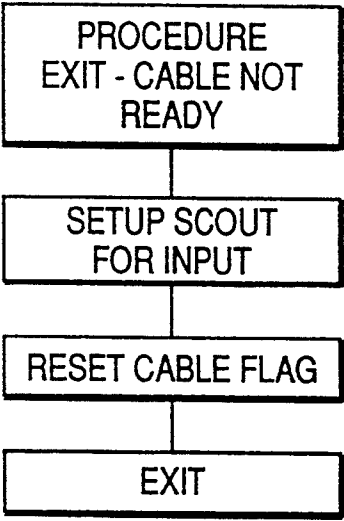 PROCEDURE
EXIT - CABLE NOT
READY
SETUP SCOUT
FOR INPUT
RESET CABLE FLAG
EXIT